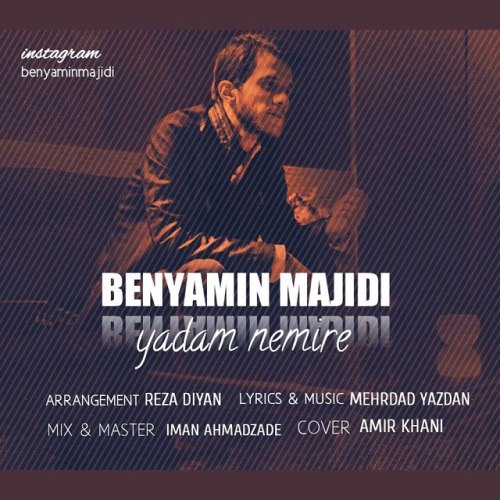 instagram
benyaminmajidi
BENYAMIN MAJIDI
yadam nemire
ARRANGEMENT REZA DIYAN LYRICS & MUSIC MEHRDAD YAZDAN
MIX & MASTER IMAN AHMADZADE COVER AMIR KHANI